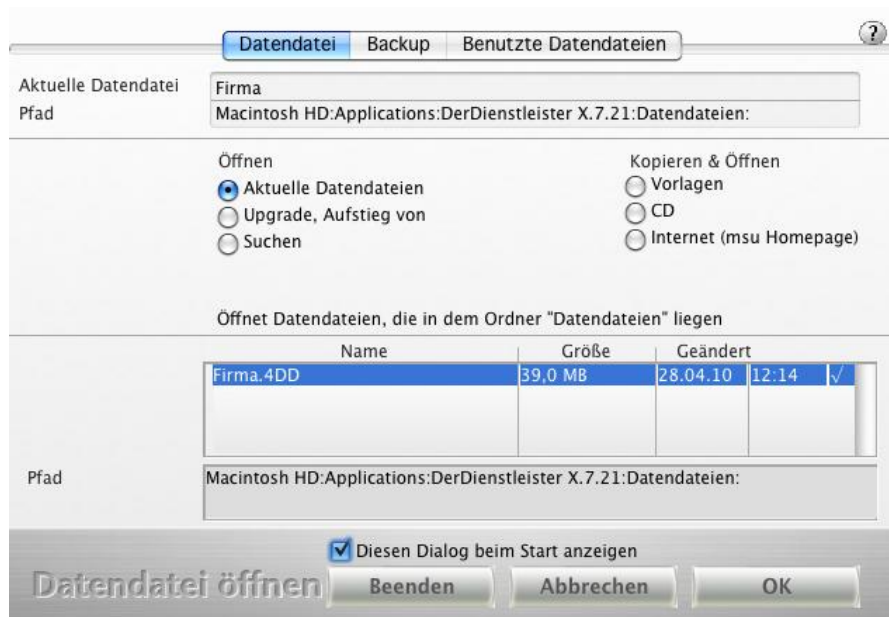 Datendatei Backup Benutzte Datendateien ?
Aktuelle Datendatei Firma
Pfad Macintosh HD:Applications:DerDienstleister X.7.21:Datendateien:
Öffnen Kopieren & Öffnen
Aktuelle Datendateien Vorlagen
Upgrade, Aufstieg von CD
Suchen Internet (msu Homepage)
Öffnet Datendateien, die in dem Ordner "Datendateien" liegen
Name Größe Geändert
Firma.4DD 39,0 MB 28.04.10 12:14 √
Pfad Macintosh HD:Applications:DerDienstleister X.7.21:Datendateien:
Diesen Dialog beim Start anzeigen
Datendatei öffnen Beenden Abbrechen OK